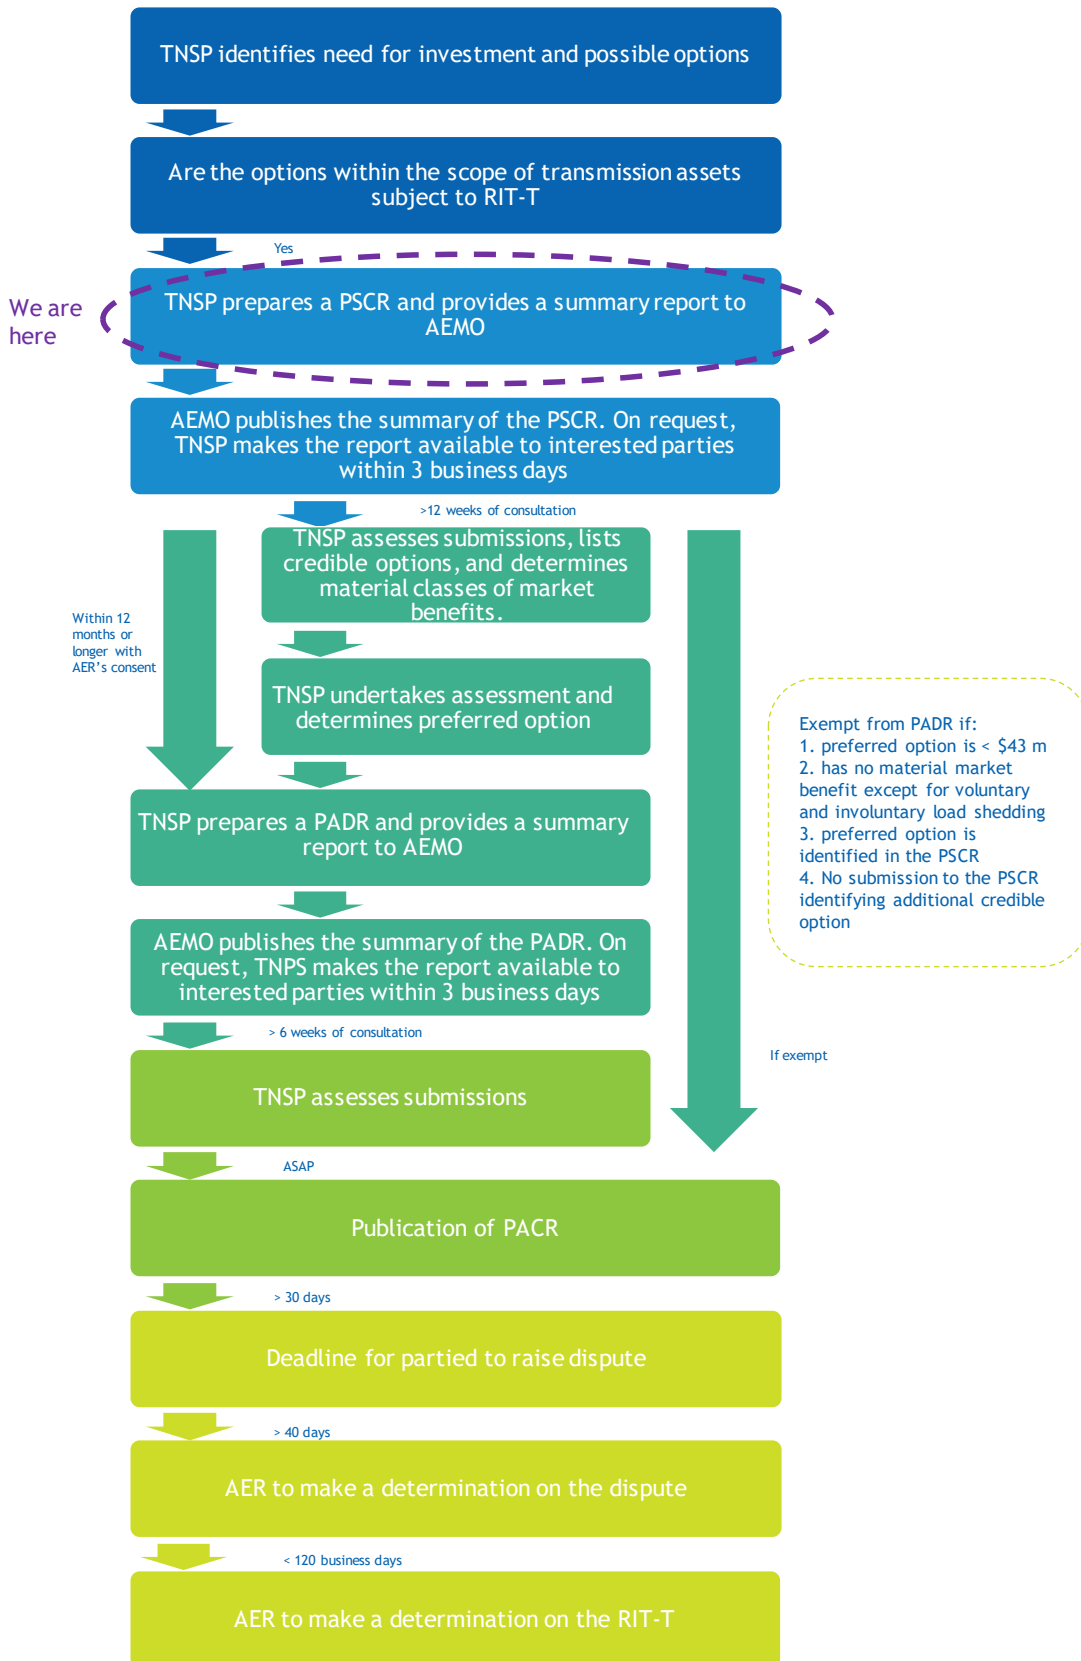 TNSP identifies need for investment and possible options
Are the options within the scope of transmission assets
subject to RIT-T
Yes
We are
here
TNSP prepares a PSCR and provides a summary report to
AEMO
AEMO publishes the summary of the PSCR. On request,
TNSP makes the report available to interested parties
within 3 business days
>12 weeks of consultation
TNSP assesses submissions, lists
credible options, and determines
material classes of market
benefits.
Within 12
months or
longer with
AER's consent
TNSP undertakes assessment and
determines preferred option
Exempt from PADR if:
1. preferred option is < $43 m
2. has no material market
benefit except for voluntary
and involuntary load shedding
3. preferred option is
identified in the PSCR
4. No submission to the PSCR
identifying additional credible
option
TNSP prepares a PADR and provides a summary
report to AEMO
AEMO publishes the summary of the PADR. On
request, TNPS makes the report available to
interested parties within 3 business days
> 6 weeks of consultation
If exempt
TNSP assesses submissions
ASAP
Publication of PACR
> 30 days
Deadline for partied to raise dispute
> 40 days
AER to make a determination on the dispute
< 120 business days
AER to make a determination on the RIT-T